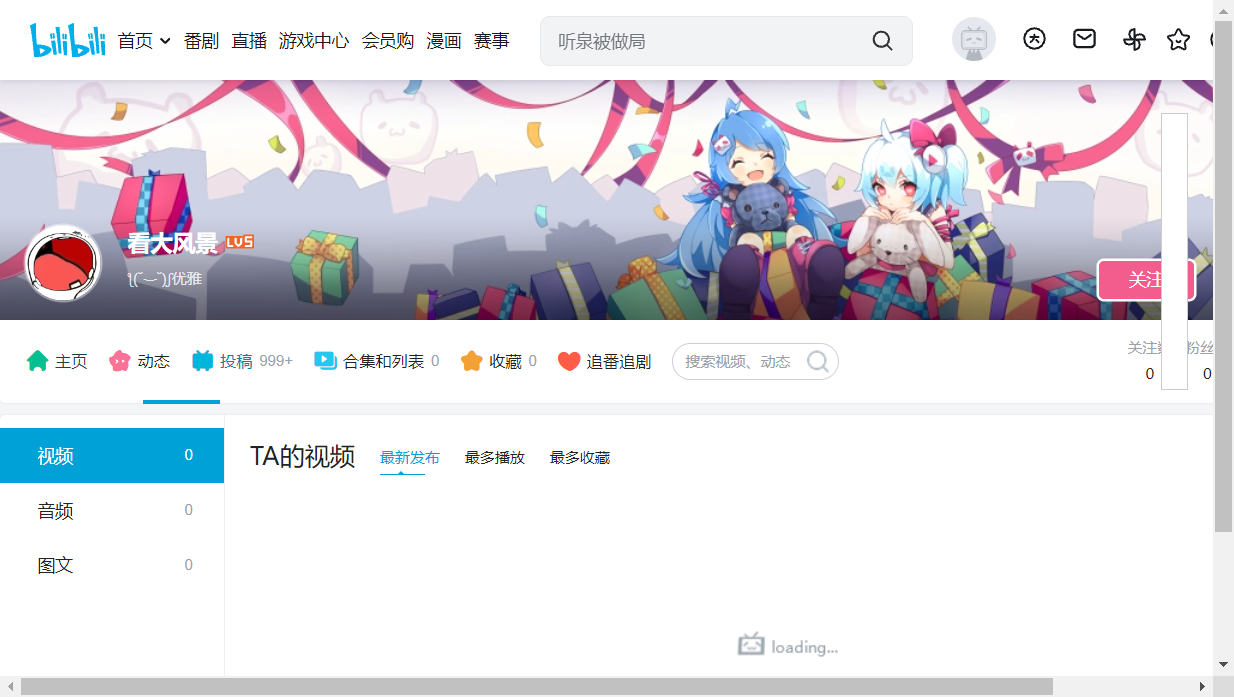 bilibili 首页 番剧 直播 游戏中心 会员购 漫画 赛事 听泉被做局
看大风景 LV5
优雅
关注
主页 动态 投稿 999+ 合集和列表 0 收藏 0 追番追剧 搜索视频、动态
关注 粉丝
0 0
视频 0
音频 0
图文 0
TA的视频 最新发布 最多播放 最多收藏
loading...